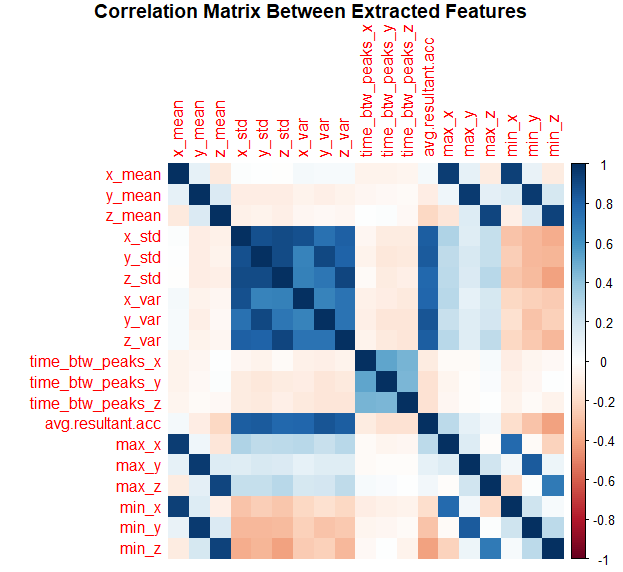 Correlation Matrix Between Extracted Features
x_mean
y_mean
z_mean
x_std
y_std
z_std
x_var
y_var
z_var
time_btw_peaks_x
time_btw_peaks_y
time_btw_peaks_z
avg.resultant.acc
max_x
max_y
max_z
min_x
min_y
min_z
x_mean
y_mean
z_mean
x_std
y_std
z_std
x_var
y_var
z_var
time_btw_peaks_x
time_btw_peaks_y
time_btw_peaks_z
avg.resultant.acc
max_x
max_y
max_z
min_x
min_y
min_z
1
0.8
0.6
0.4
0.2
0
-0.2
-0.4
-0.6
-0.8
-1